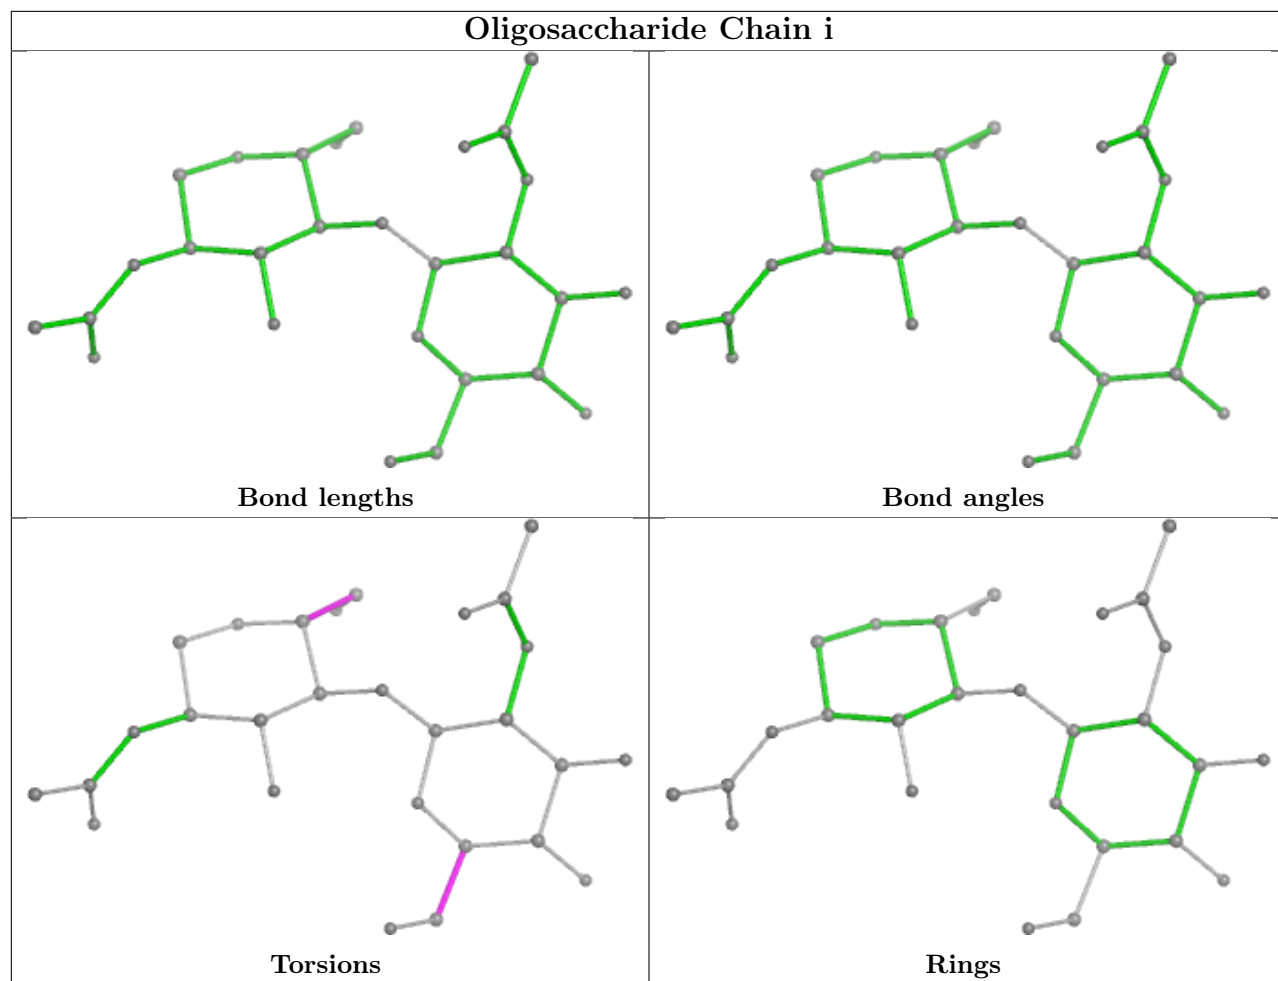 Oligosaccharide Chain i
Bond lengths
Bond angles
Torsions
Rings